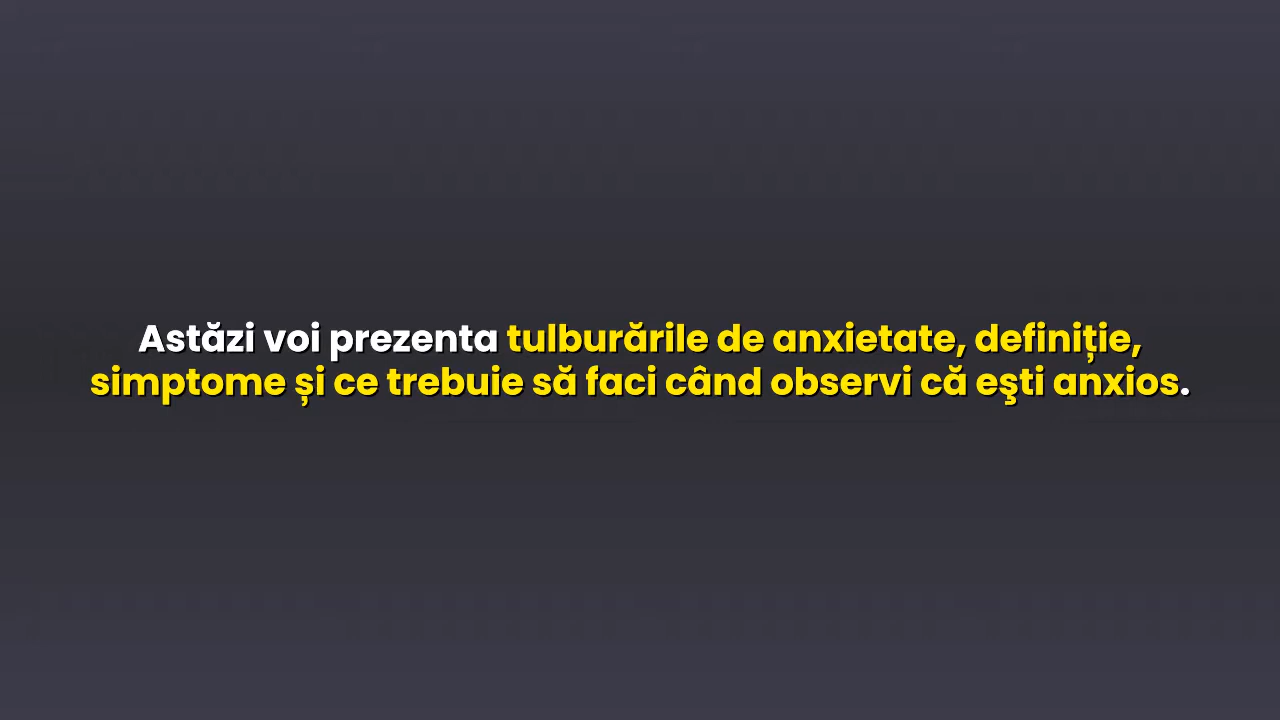 Astăzi voi prezenta tulburările de anxietate, definiție,
simptome și ce trebuie să faci când observi că eşti anxios.